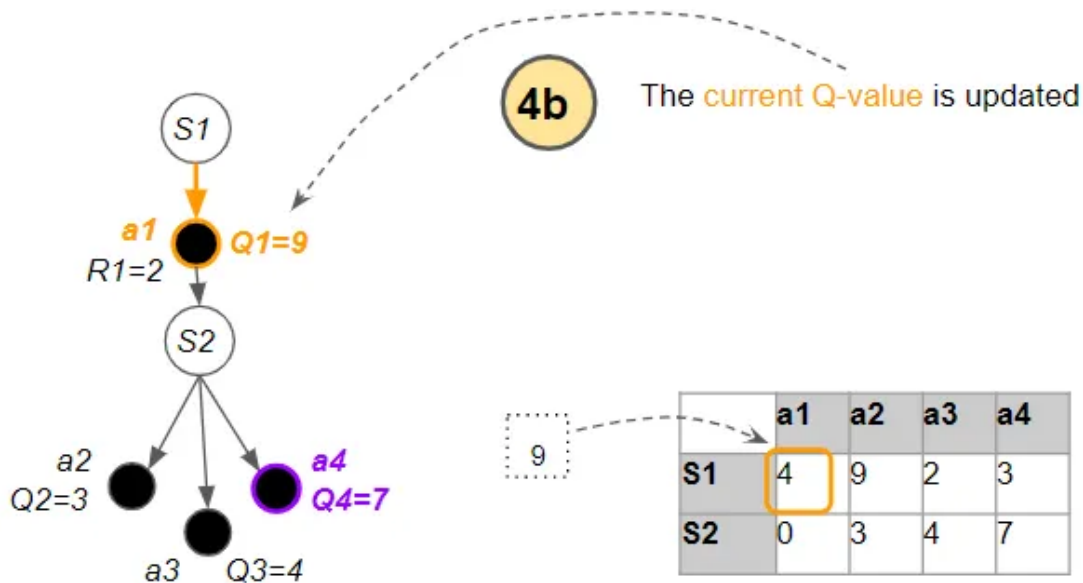 4b
The current Q-value is updated
S1
a1
Q1=9
R1=2
S2
a2
Q2=3
a4
Q4=7
a3
Q3=4
9
a1 a2 a3 a4
S1 4 9 2 3
S2 0 3 4 7